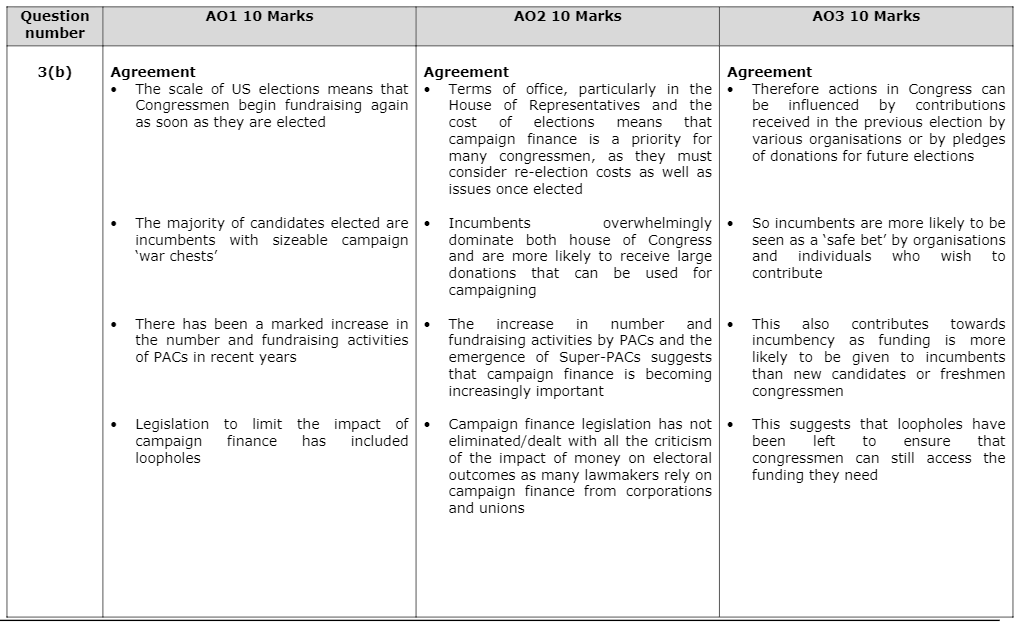 Question number
AO1 10 Marks
AO2 10 Marks
AO3 10 Marks
3(b)
Agreement
• The scale of US elections means that
Congressmen begin fundraising again
as soon as they are elected
• The majority of candidates elected are
incumbents with sizeable campaign
‘war chests’
• There has been a marked increase in
the number and fundraising activities
of PACs in recent years
• Legislation to limit the impact of
campaign finance has included
loopholes
Agreement
• Terms of office, particularly in the
House of Representatives and the
cost of elections means that
campaign finance is a priority for
many congressmen, as they must
consider re-election costs as well as
issues once elected
• Incumbents overwhelmingly
dominate both house of Congress
and are more likely to receive large
donations that can be used for
campaigning
• The increase in number and
fundraising activities by PACs and the
emergence of Super-PACs suggests
that campaign finance is becoming
increasingly important
• Campaign finance legislation has not
eliminated/dealt with all the criticism
of the impact of money on electoral
outcomes as many lawmakers rely on
campaign finance from corporations
and unions
Agreement
• Therefore actions in Congress can
be influenced by contributions
received in the previous election by
various organisations or by pledges
of donations for future elections
• So incumbents are more likely to be
seen as a ‘safe bet’ by organisations
and individuals who wish to
contribute
• This also contributes towards
incumbency as funding is more
likely to be given to incumbents
than new candidates or freshmen
congressmen
• This suggests that loopholes have
been left to ensure that
congressmen can still access the
funding they need